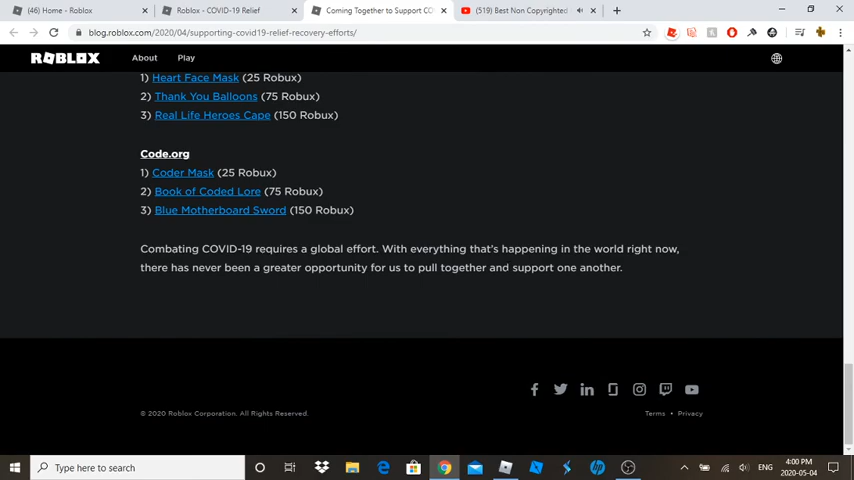 (46) Home - Roblox
Roblox - COVID-19 Relief
Coming Together to Support CO
(519) Best Non Copyrighted
blog.roblox.com/2020/04/supporting-covid19-relief-recovery-efforts/
ROBLOX
About
Play
1) Heart Face Mask (25 Robux)
2) Thank You Balloons (75 Robux)
3) Real Life Heroes Cape (150 Robux)
Code.org
1) Coder Mask (25 Robux)
2) Book of Coded Lore (75 Robux)
3) Blue Motherboard Sword (150 Robux)
Combating COVID-19 requires a global effort. With everything that's happening in the world right now,
there has never been a greater opportunity for us to pull together and support one another.
© 2020 Roblox Corporation. All Rights Reserved.
Terms • Privacy
Type here to search
ENG
4:00 PM
2020-05-04